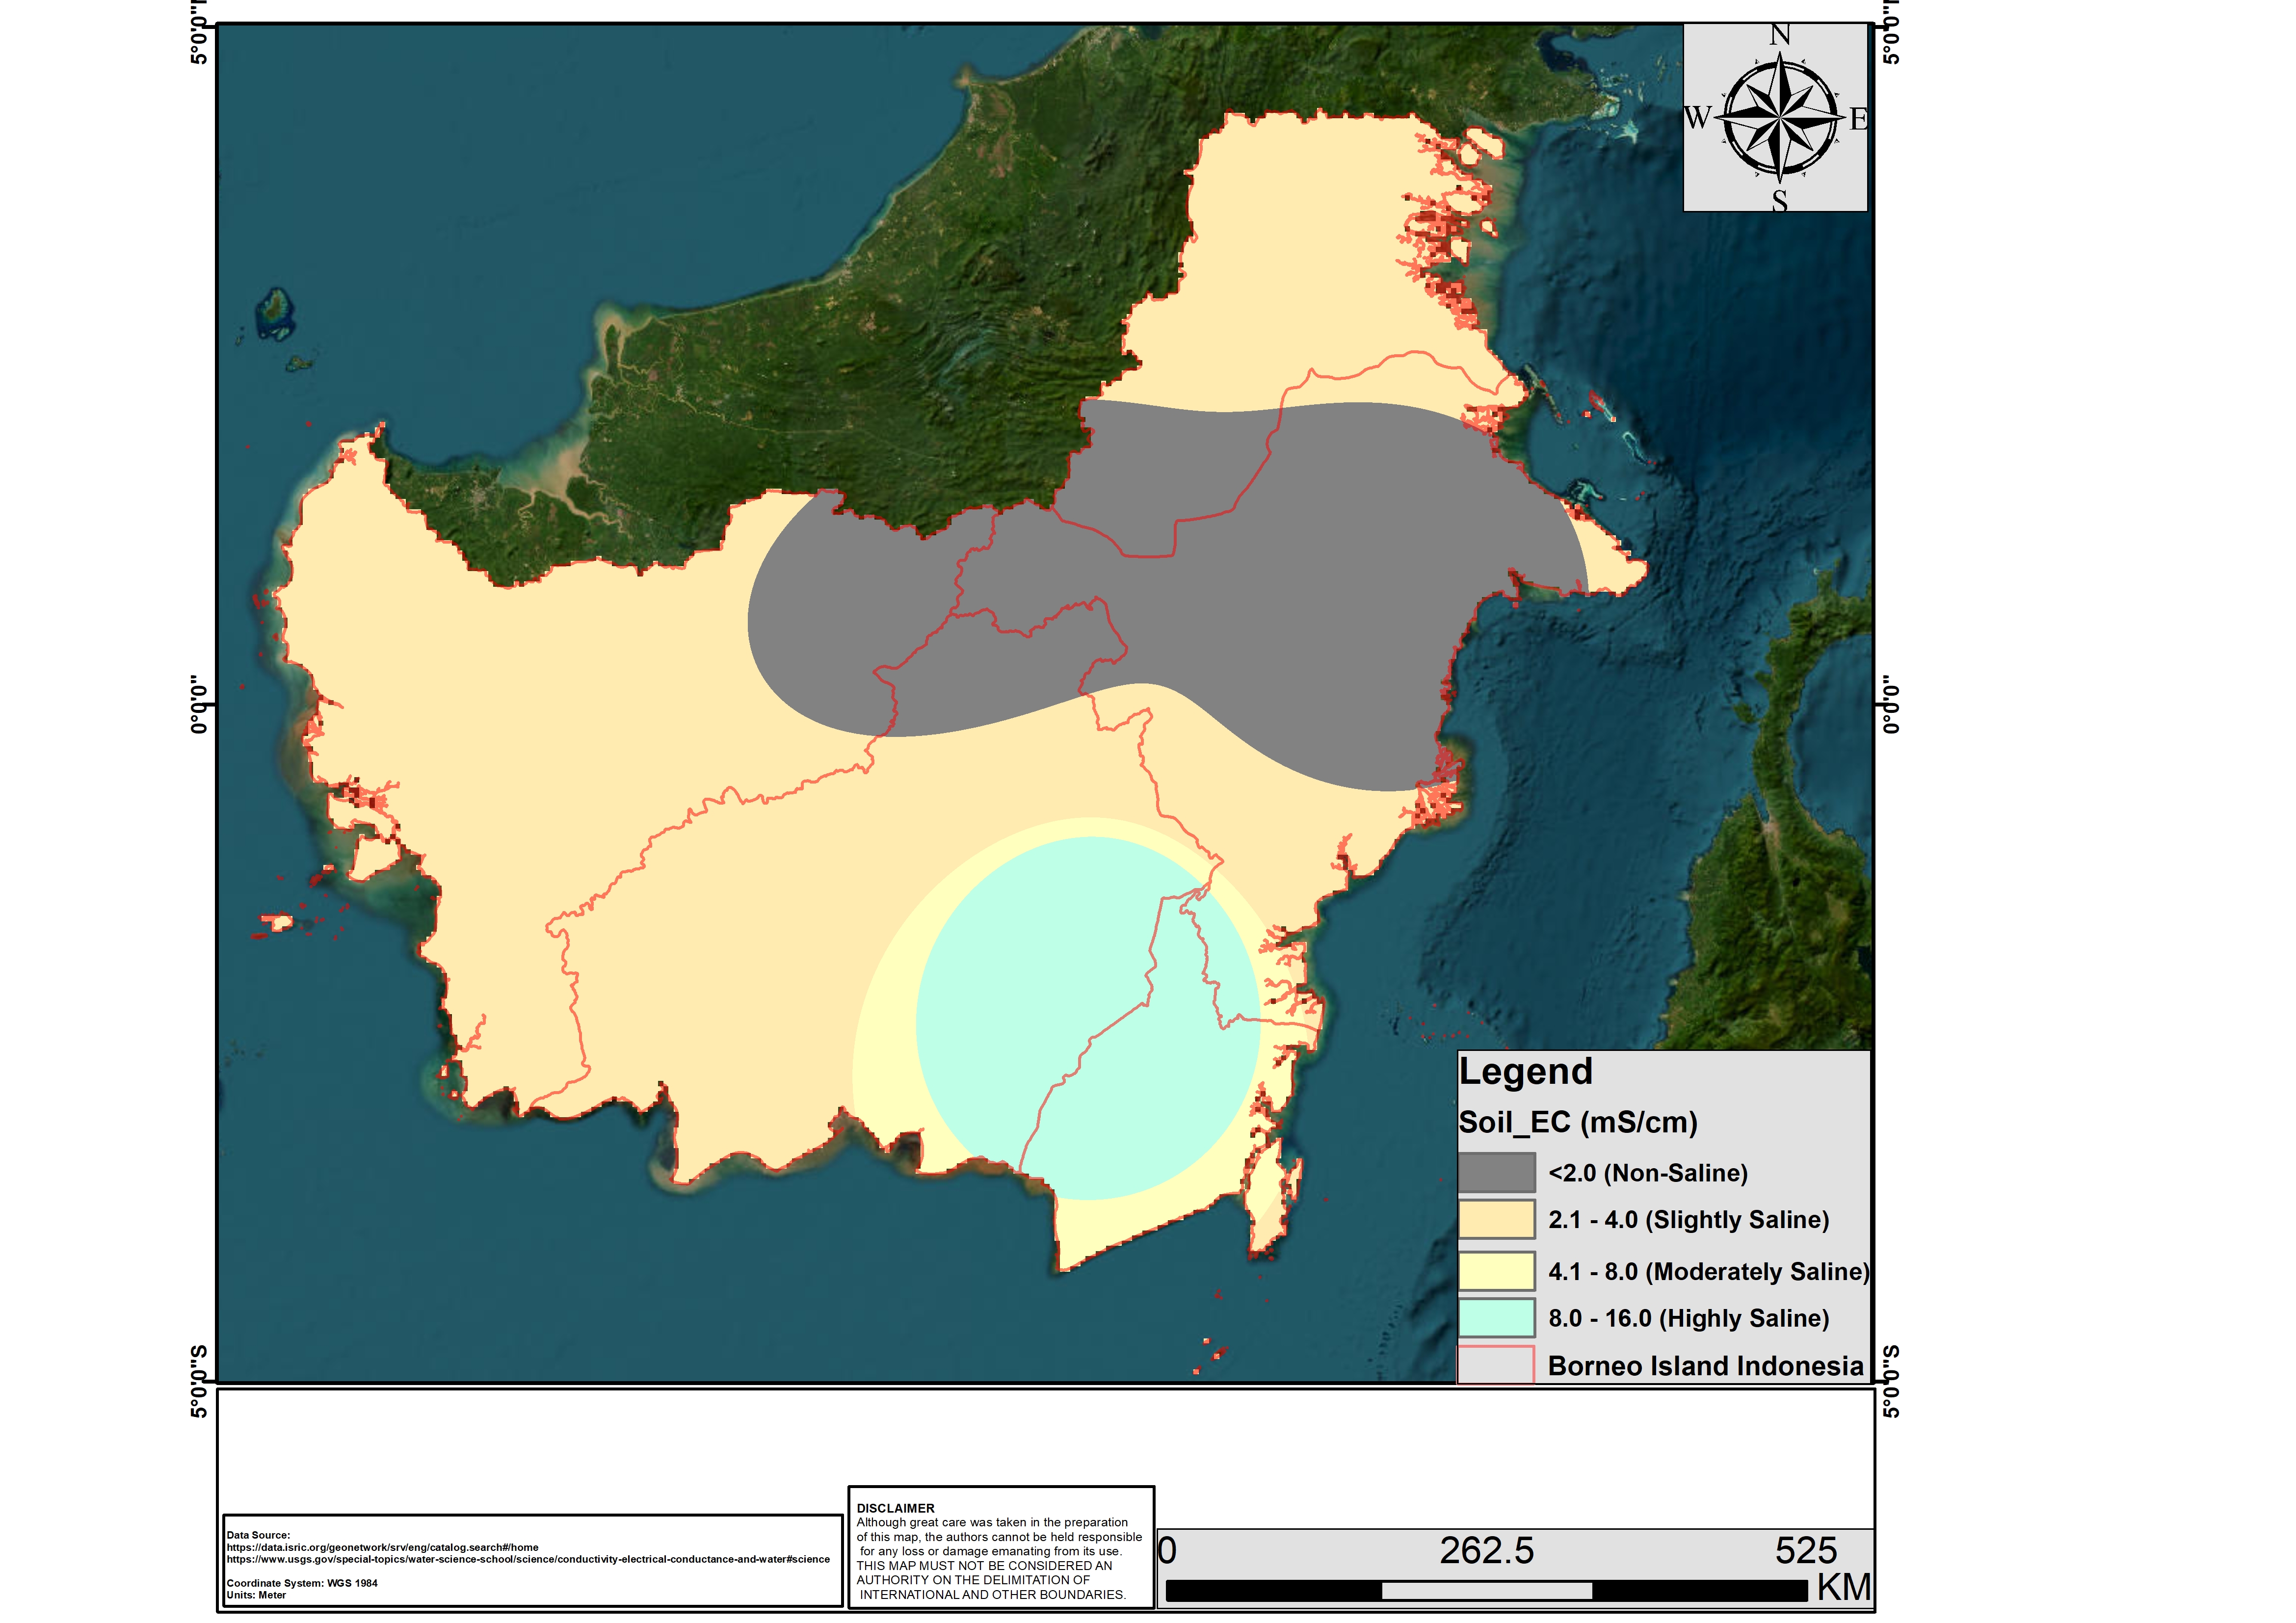 5°0'0"
5°0'0"
N
W
E
S
0°0'0"
0°0'0"
Legend
Soil_EC (mS/cm)
<2.0 (Non-Saline)
2.1 - 4.0 (Slightly Saline)
4.1 - 8.0 (Moderately Saline)
8.0 - 16.0 (Highly Saline)
Borneo Island Indonesia
5°0'0"S
5°0'0"S
Data Source:
https://data.isric.org/geonetwork/srv/eng/catalog.search#/home
https://www.usgs.gov/special-topics/water-science-school/science/conductivity-electrical-conductance-and-water#science
Coordinate System: WGS 1984
Units: Meter
DISCLAIMER
Although great care was taken in the preparation
of this map, the authors cannot be held responsible
for any loss or damage emanating from its use.
THIS MAP MUST NOT BE CONSIDERED AN
AUTHORITY ON THE DELIMITATION OF
INTERNATIONAL AND OTHER BOUNDARIES.
0 262.5 525
KM